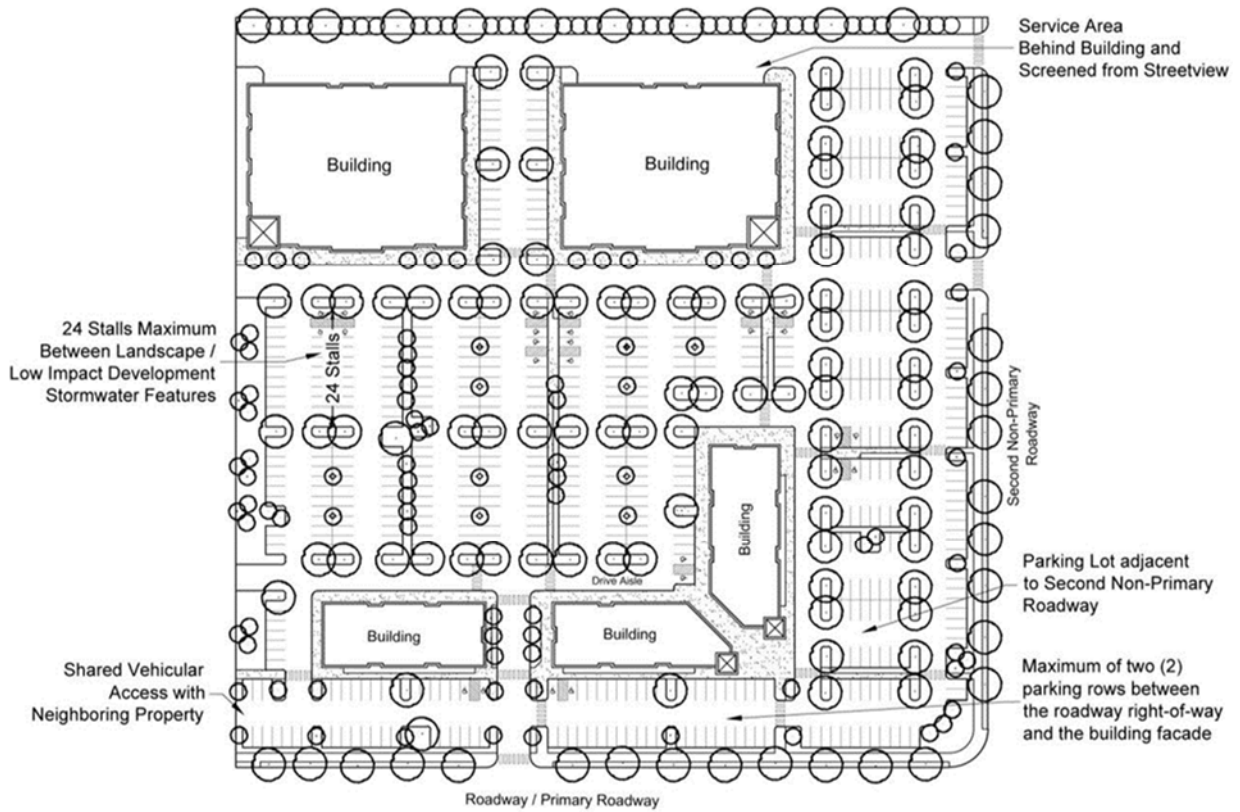 Service Area
Behind Building and
Screened from Streetview
Building
Building
24 Stalls Maximum
Between Landscape /
Low Impact Development
Stormwater Features
24 Stalls
Second Non-Primary
Roadway
Building
Parking Lot adjacent
to Second Non-Primary
Roadway
Drive Aisle
Building
Building
Shared Vehicular
Access with
Neighboring Property
Maximum of two (2)
parking rows between
the roadway right-of-way
and the building facade
Roadway / Primary Roadway